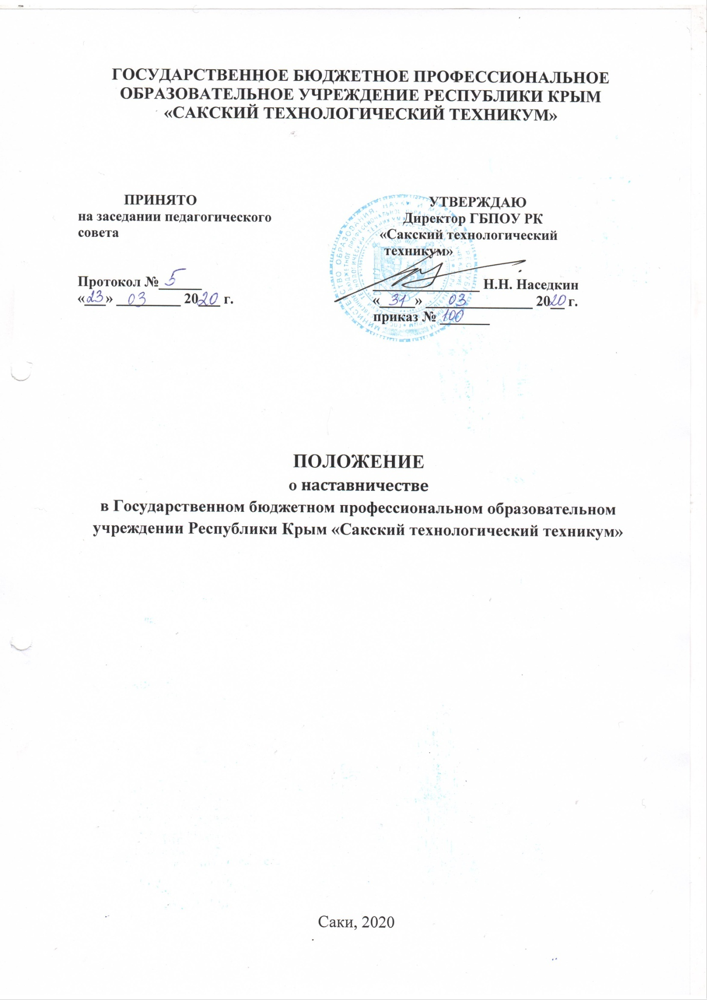 ГОСУДАРСТВЕННОЕ БЮДЖЕТНОЕ ПРОФЕССИОНАЛЬНОЕ
ОБРАЗОВАТЕЛЬНОЕ УЧРЕЖДЕНИЕ РЕСПУБЛИКИ КРЫМ
«САКСКИЙ ТЕХНОЛОГИЧЕСКИЙ ТЕХНИКУМ»
ПРИНЯТО
на заседании педагогического
совета
Протокол № 5
«23» 03 2020 г.
УТВЕРЖДАЮ
Директор ГБПОУ РК
«Сакский технологический
техникум»
Н.Н. Наседкин
«31» 03 2020 г.
приказ № 100
ПОЛОЖЕНИЕ
о наставничестве
в Государственном бюджетном профессиональном образовательном
учреждении Республики Крым «Сакский технологический техникум»
Саки, 2020